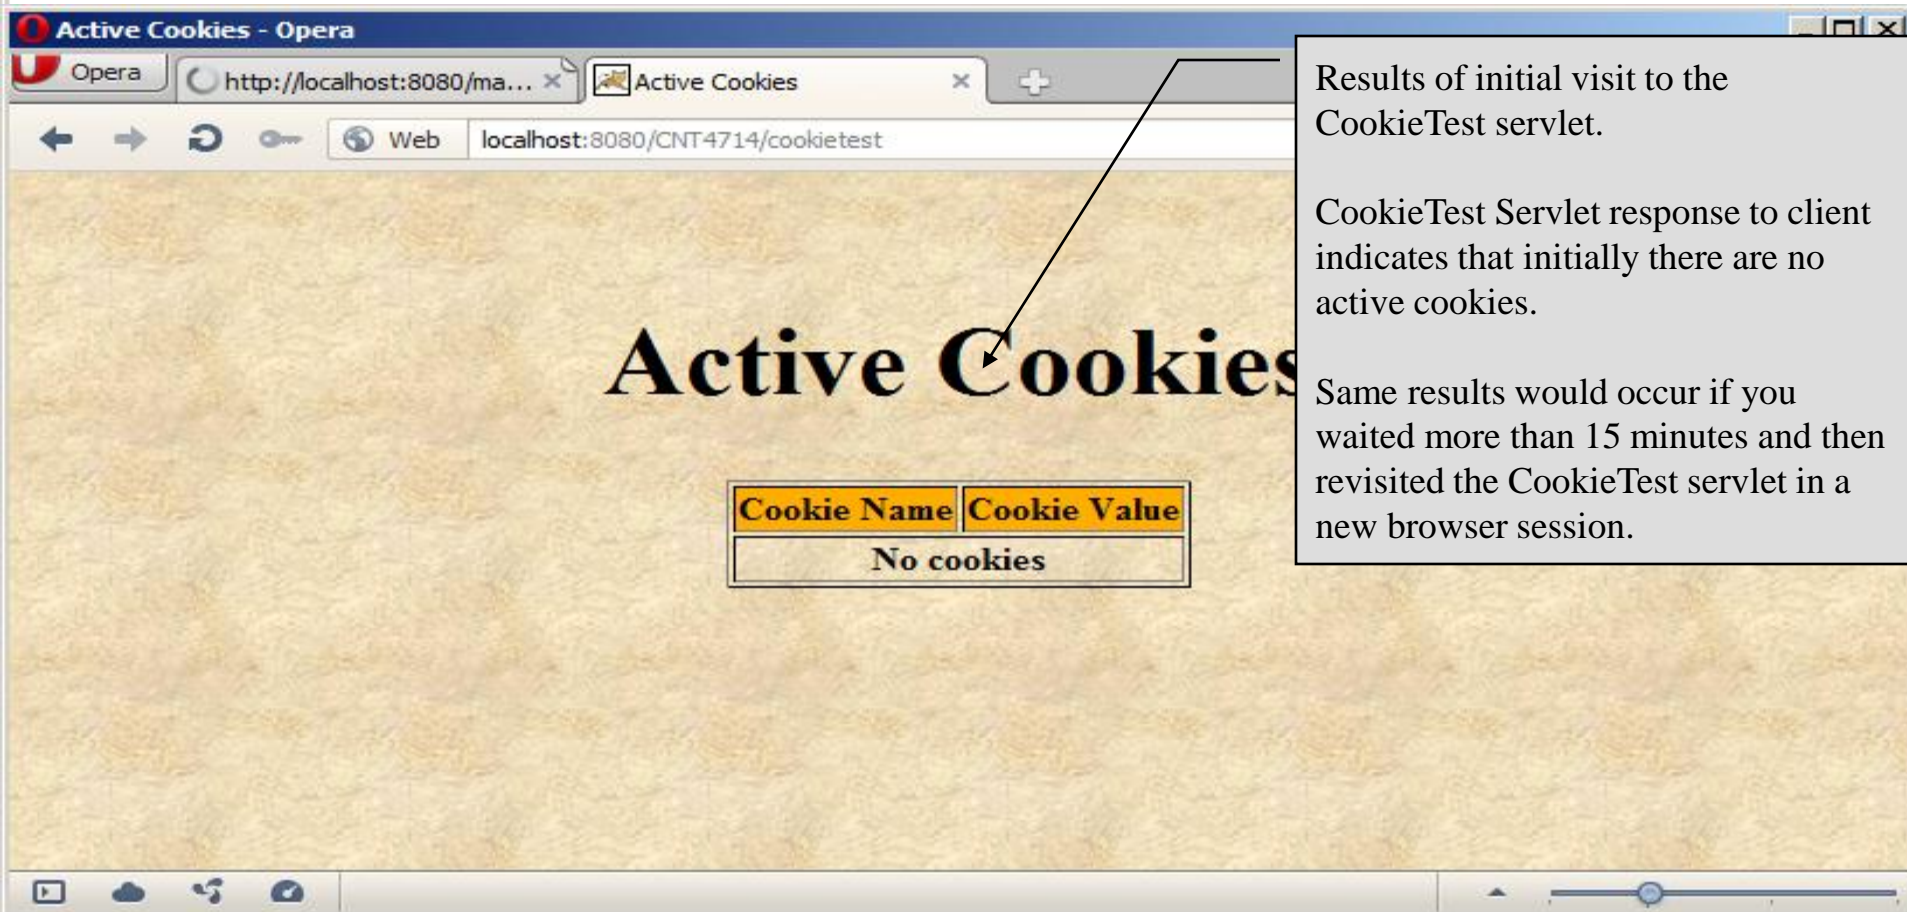 Active Cookies - Opera
Opera
http://localhost:8080/ma...
Active Cookies
Web
localhost:8080/CNT4714/cookietest
Active Cookies
Cookie Name
Cookie Value
No cookies
Results of initial visit to the
CookieTest servlet.
CookieTest Servlet response to client
indicates that initially there are no
active cookies.
Same results would occur if you
waited more than 15 minutes and then
revisited the CookieTest servlet in a
new browser session.